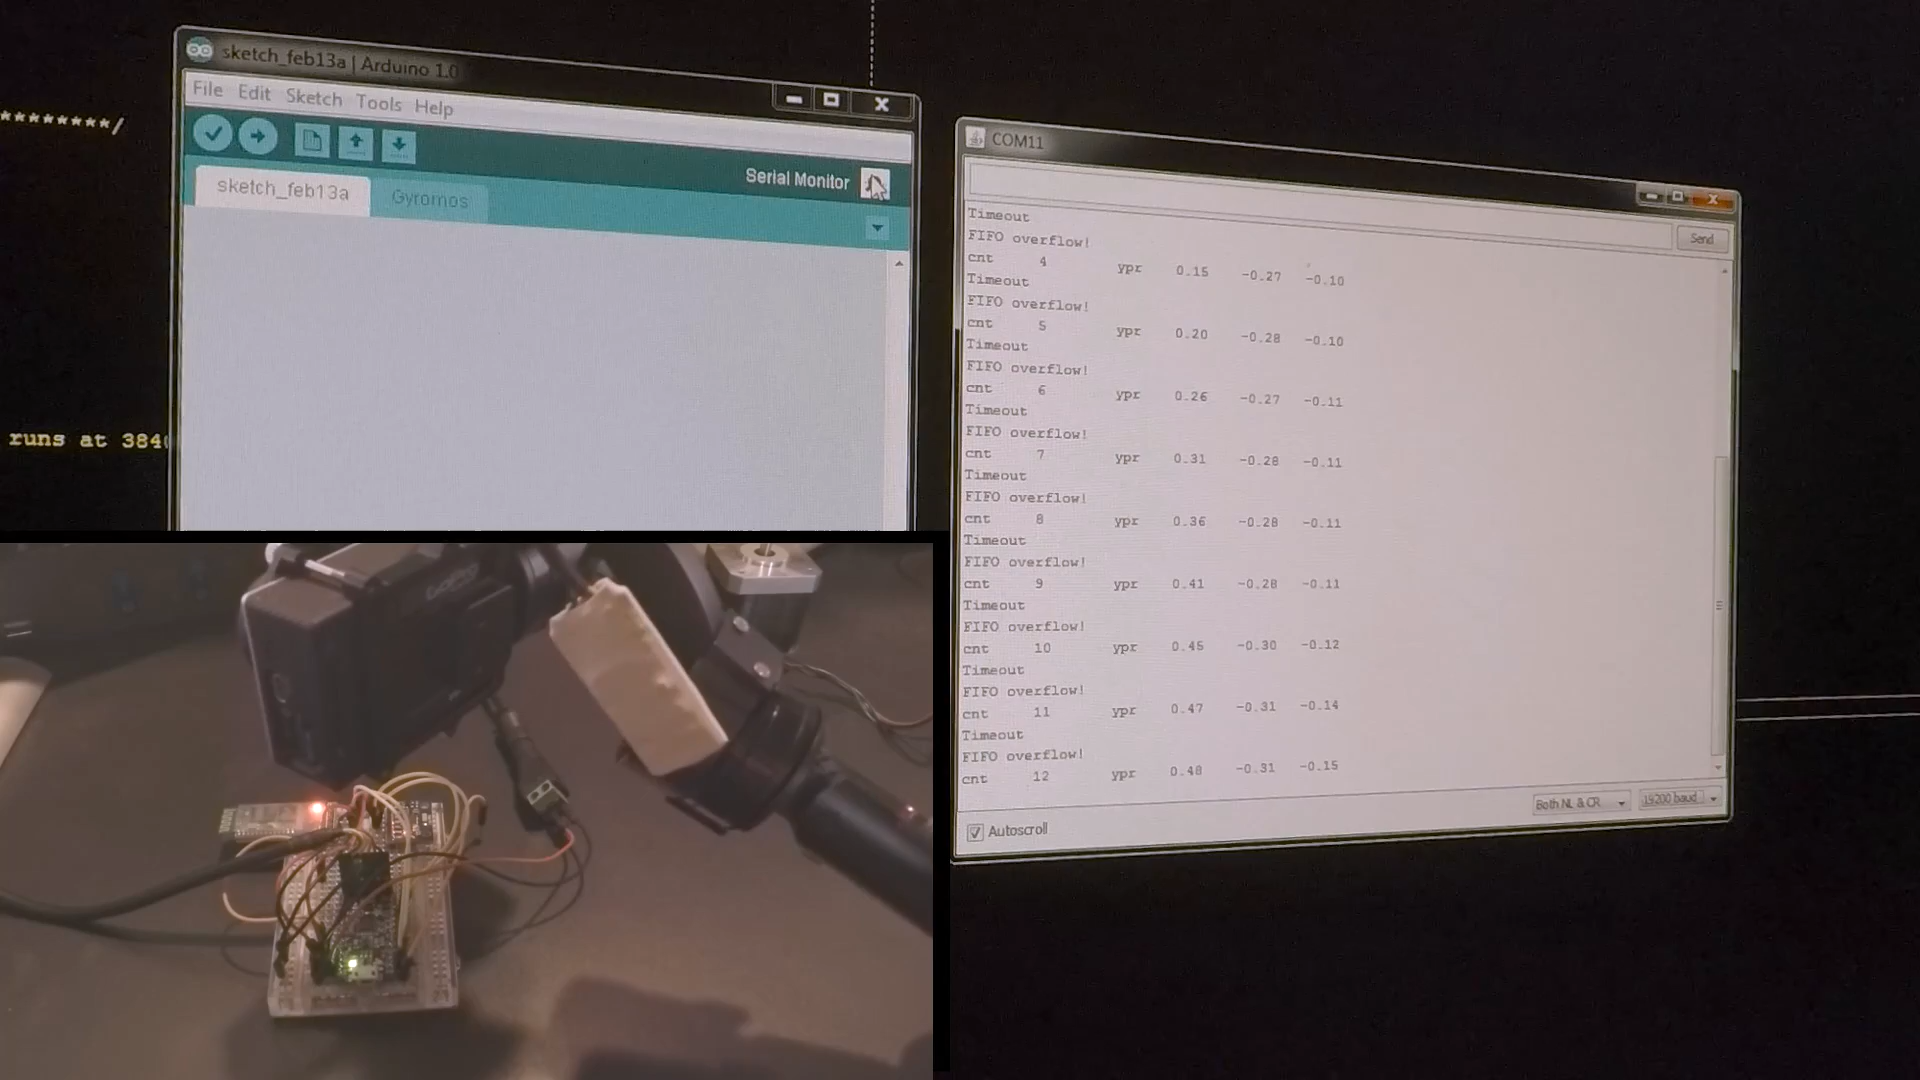 ********/
runs at 384
sketch_feb13a | Arduino 1.0
File Edit Sketch Tools Help
Serial Monitor
sketch_feb13a Gyromos
COM11
Send
Timeout
FIFO overflow!
cnt 4 ypr 0.15 -0.27 -0.10
Timeout
FIFO overflow!
cnt 5 ypr 0.20 -0.28 -0.10
Timeout
FIFO overflow!
cnt 6 ypr 0.26 -0.27 -0.11
Timeout
FIFO overflow!
cnt 7 ypr 0.31 -0.28 -0.11
Timeout
FIFO overflow!
cnt 8 ypr 0.36 -0.28 -0.11
Timeout
FIFO overflow!
cnt 9 ypr 0.41 -0.28 -0.11
Timeout
FIFO overflow!
cnt 10 ypr 0.45 -0.30 -0.12
Timeout
FIFO overflow!
cnt 11 ypr 0.47 -0.31 -0.14
Timeout
FIFO overflow!
cnt 12 ypr 0.48 -0.31 -0.15
Both NL & CR 19200 baud
Autoscroll
GoPro